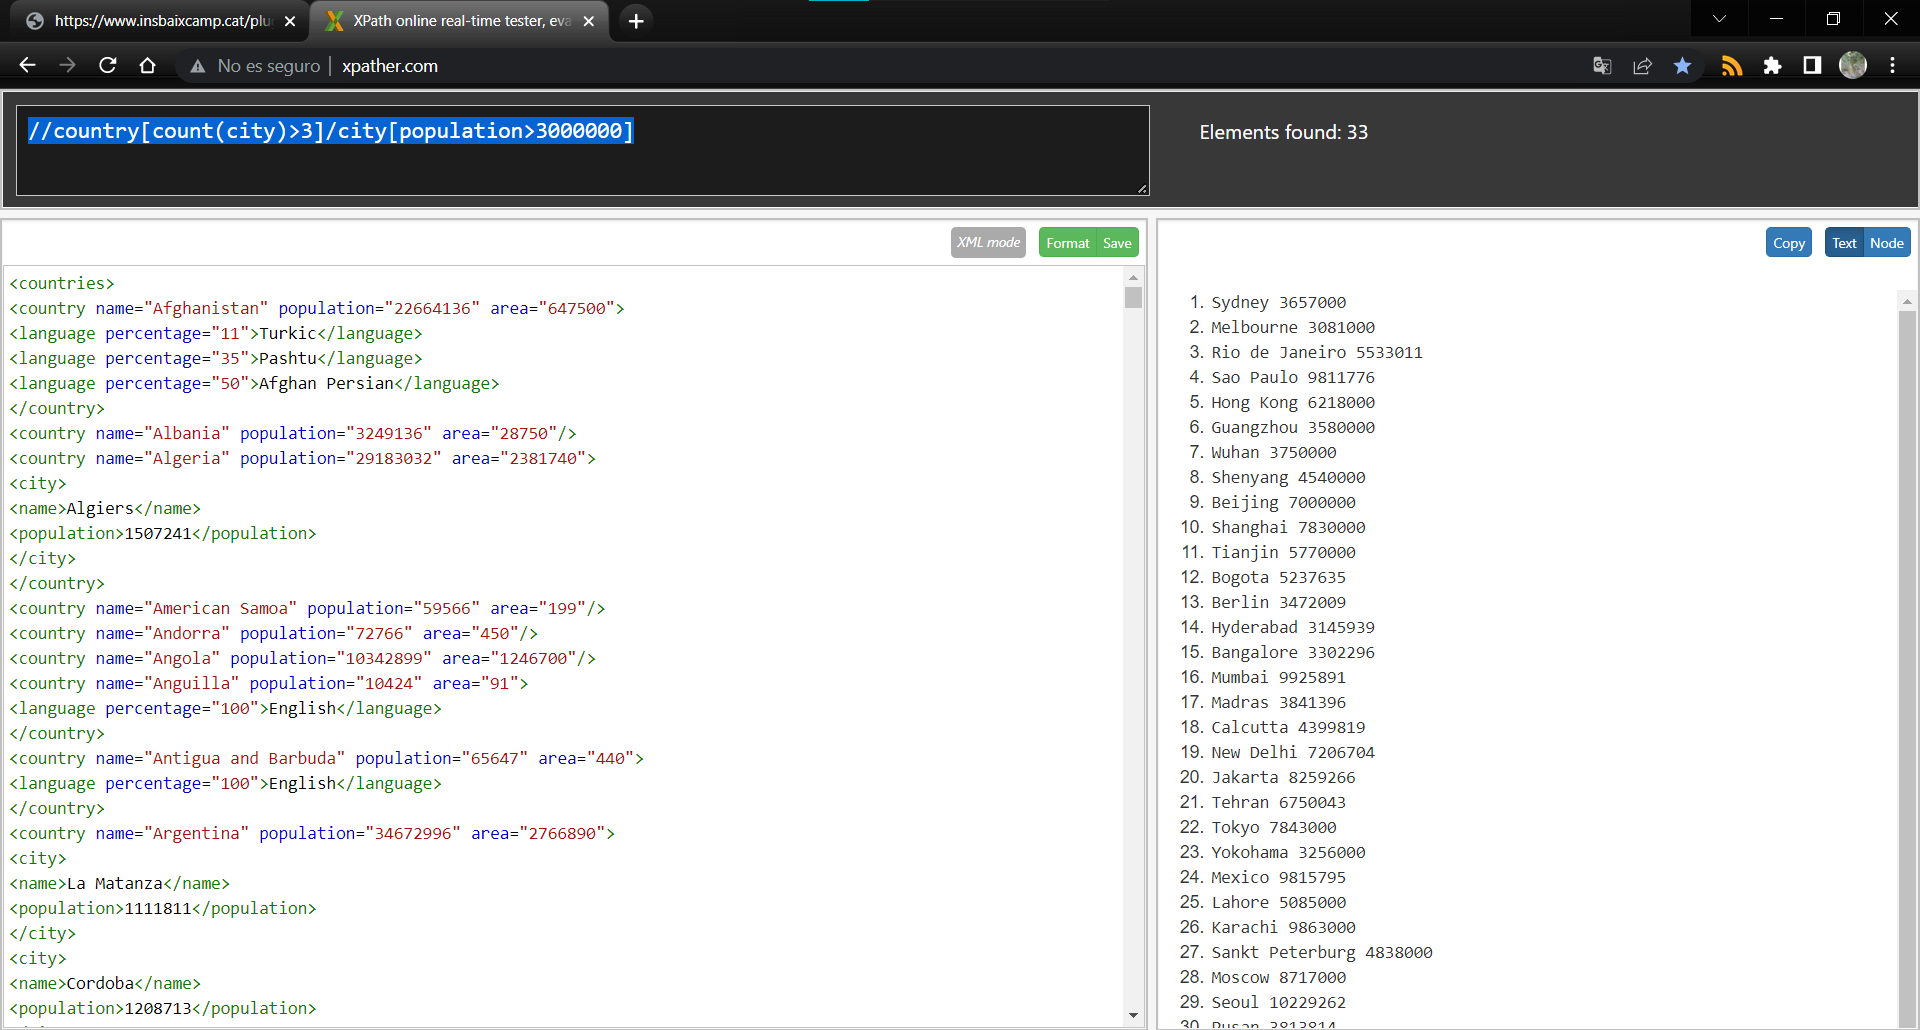 https://www.insbaixcamp.cat/plu
XPath online real-time tester, eva
No es seguro
xpather.com
//country[count(city)>3]/city[population>3000000]
Elements found: 33
XML mode
Format
Save
Copy
Text
Node
<countries>
<country name="Afghanistan" population="22664136" area="647500">
<language percentage="11">Turkic</language>
<language percentage="35">Pashtu</language>
<language percentage="50">Afghan Persian</language>
</country>
<country name="Albania" population="3249136" area="28750"/>
<country name="Algeria" population="29183032" area="2381740">
<city>
<name>Algiers</name>
<population>1507241</population>
</city>
</country>
<country name="American Samoa" population="59566" area="199"/>
<country name="Andorra" population="72766" area="450"/>
<country name="Angola" population="10342899" area="1246700"/>
<country name="Anguilla" population="10424" area="91">
<language percentage="100">English</language>
</country>
<country name="Antigua and Barbuda" population="65647" area="440">
<language percentage="100">English</language>
</country>
<country name="Argentina" population="34672996" area="2766890">
<city>
<name>La Matanza</name>
<population>1111811</population>
</city>
<city>
<name>Cordoba</name>
<population>1208713</population>
1. Sydney 3657000
2. Melbourne 3081000
3. Rio de Janeiro 5533011
4. Sao Paulo 9811776
5. Hong Kong 6218000
6. Guangzhou 3580000
7. Wuhan 3750000
8. Shenyang 4540000
9. Beijing 7000000
10. Shanghai 7830000
11. Tianjin 5770000
12. Bogota 5237635
13. Berlin 3472009
14. Hyderabad 3145939
15. Bangalore 3302296
16. Mumbai 9925891
17. Madras 3841396
18. Calcutta 4399819
19. New Delhi 7206704
20. Jakarta 8259266
21. Tehran 6750043
22. Tokyo 7843000
23. Yokohama 3256000
24. Mexico 9815795
25. Lahore 5085000
26. Karachi 9863000
27. Sankt Peterburg 4838000
28. Moscow 8717000
29. Seoul 10229262
30. Pusan 3813814